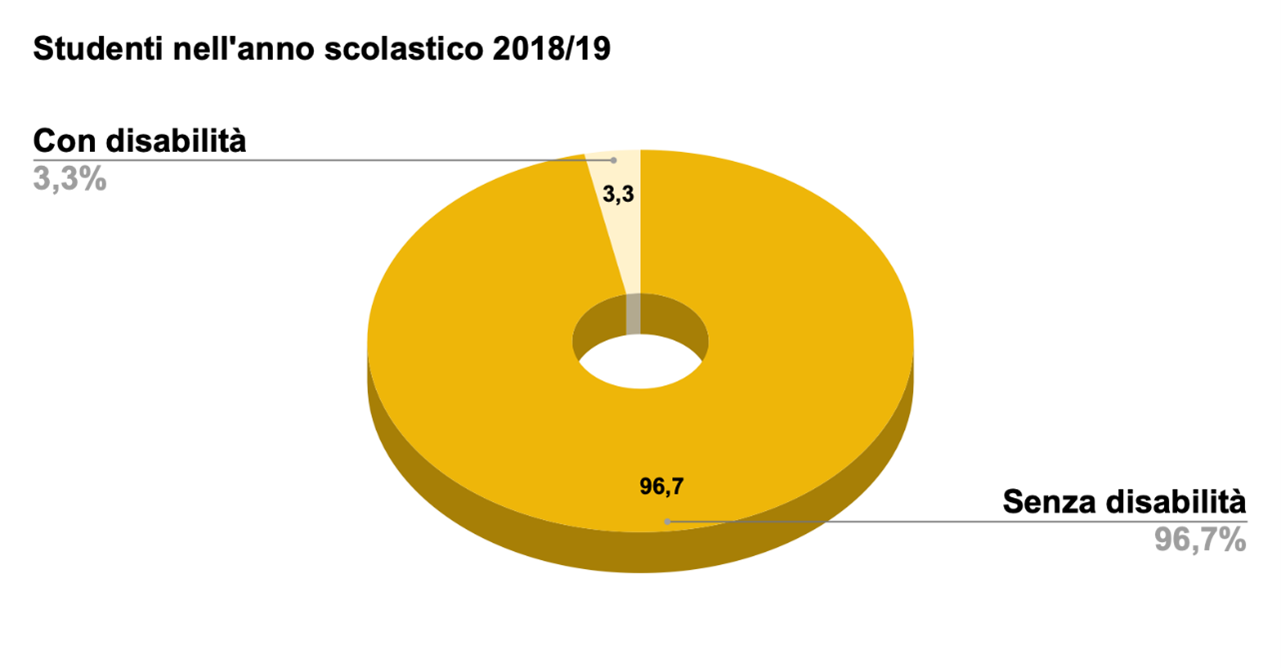 Studenti nell'anno scolastico 2018/19
Con disabilità
3,3%
3,3
96,7
Senza disabilità
96,7%